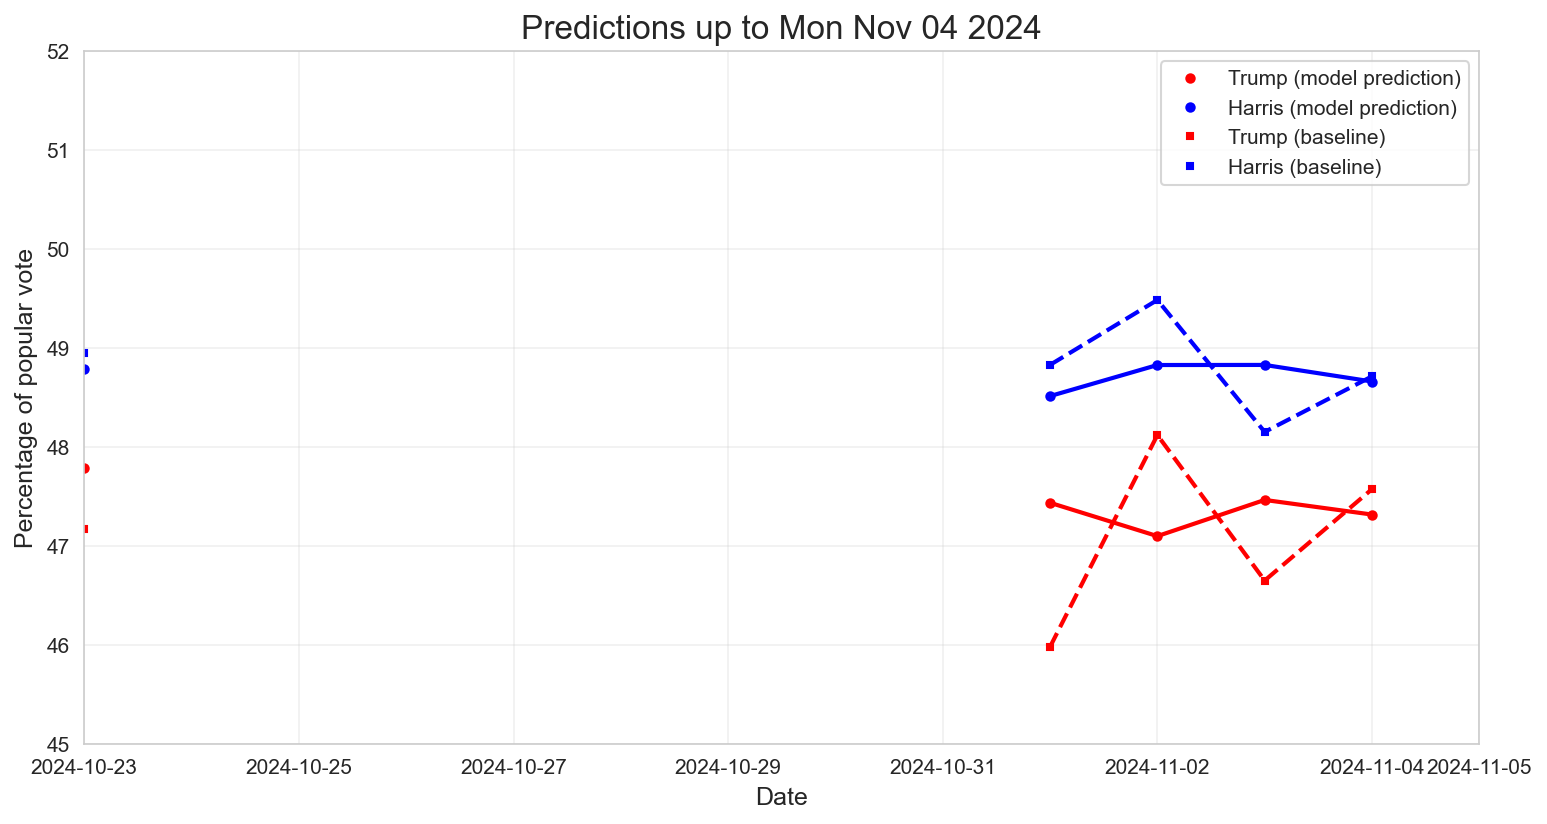 Predictions up to Mon Nov 04 2024
52
51
50
49
48
47
46
45
Percentage of popular vote
Trump (model prediction)
Harris (model prediction)
Trump (baseline)
Harris (baseline)
2024-10-23
2024-10-25
2024-10-27
2024-10-29
2024-10-31
2024-11-02
2024-11-04
2024-11-05
Date